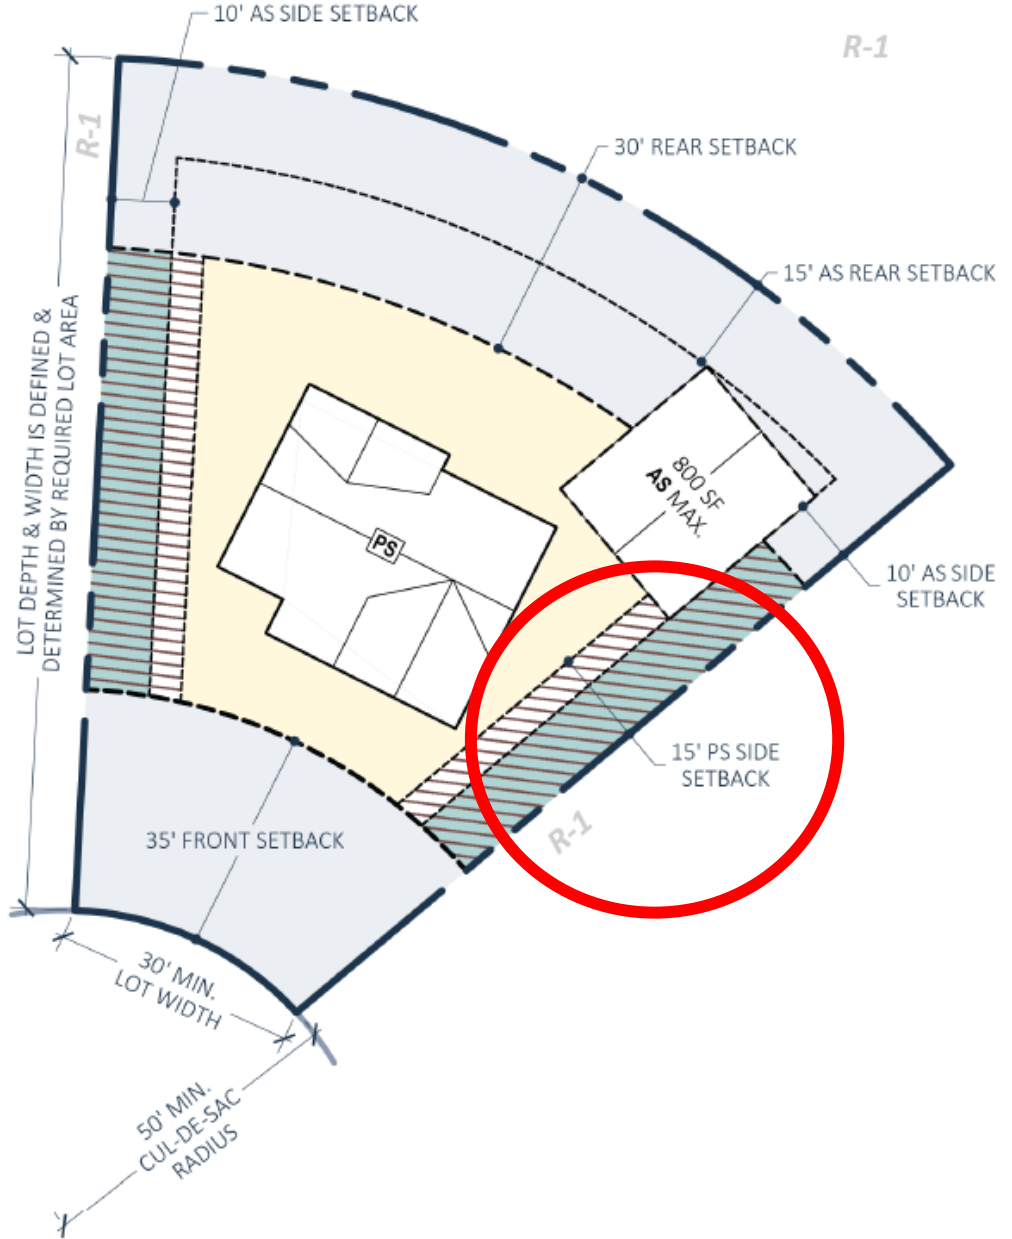 10' AS SIDE SETBACK
R-1
R-1
30' REAR SETBACK
15' AS REAR SETBACK
LOT DEPTH & WIDTH IS DEFINED &
DETERMINED BY REQUIRED LOT AREA
800 SF
AS MAX.
PS
10' AS SIDE
SETBACK
15' PS SIDE
SETBACK
R-1
35' FRONT SETBACK
30' MIN.
LOT WIDTH
50' MIN.
CUL-DE-SAC
RADIUS